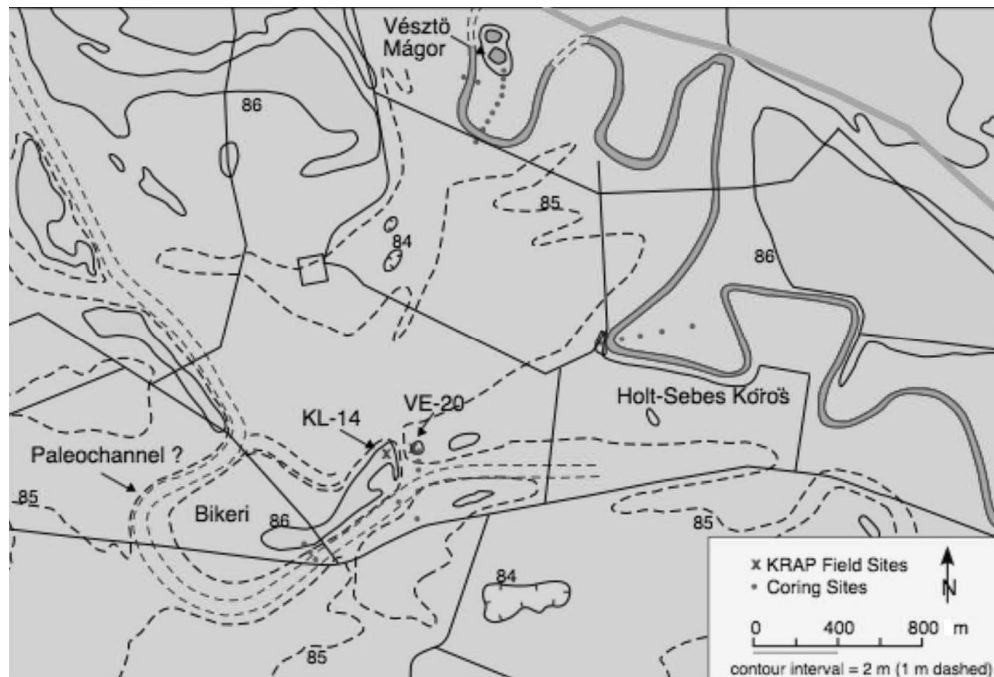 Vésztö
Mágor
86
85
84
86
Holt-Sebes Körös
KL-14
VE-20
Paleochannel ?
85
Bikeri
86
85
84
85
x KRAP Field Sites
• Coring Sites
N
0 400 800 m
contour interval = 2 m (1 m dashed)